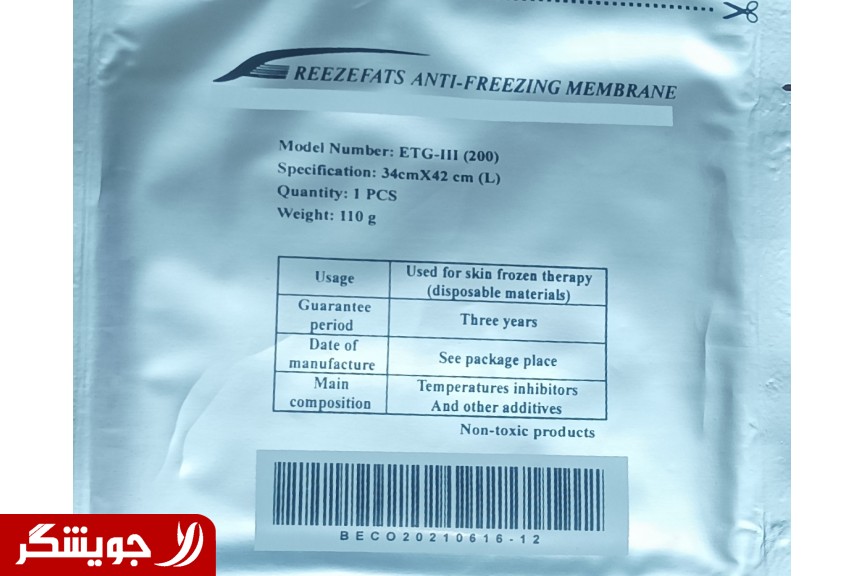 REEZEFATS ANTI-FREEZING MEMBRANE
Model Number: ETG-III (200)
Specification: 34cmX42 cm (L)
Quantity: 1 PCS
Weight: 110 g
Usage
Used for skin frozen therapy
(disposable materials)
Guarantee
period
Three years
Date of
manufacture
See package place
Main
composition
Temperatures inhibitors
And other additives
Non-toxic products
BECO20210616-12
جویشگر